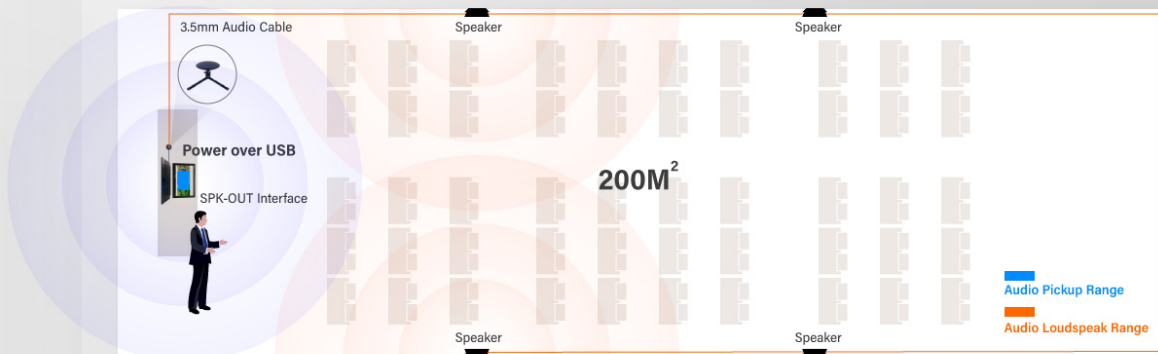 3.5mm Audio Cable
Speaker
Speaker
Power over USB
200M²
SPK-OUT Interface
Audio Pickup Range
Audio Loudspeak Range
Speaker
Speaker